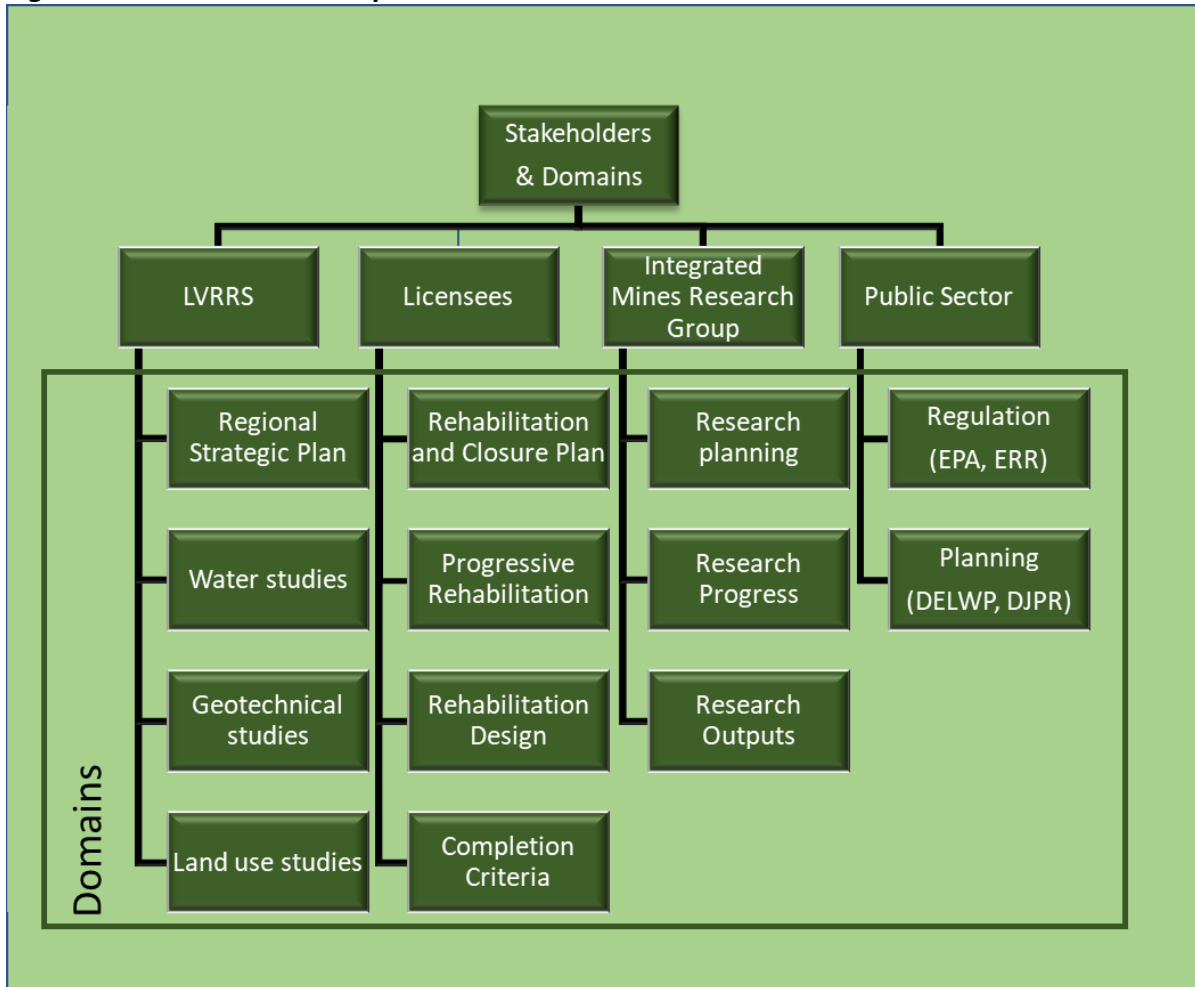 Stakeholders
& Domains
LVRRS
Licensees
Integrated
Mines Research
Group
Public Sector
Regional
Strategic Plan
Rehabilitation
and Closure Plan
Research
planning
Regulation
(EPA, ERR)
Water studies
Progressive
Rehabilitation
Research
Progress
Planning
(DELWP, DJPR)
Geotechnical
studies
Rehabilitation
Design
Research
Outputs
Land use studies
Completion
Criteria
Domains